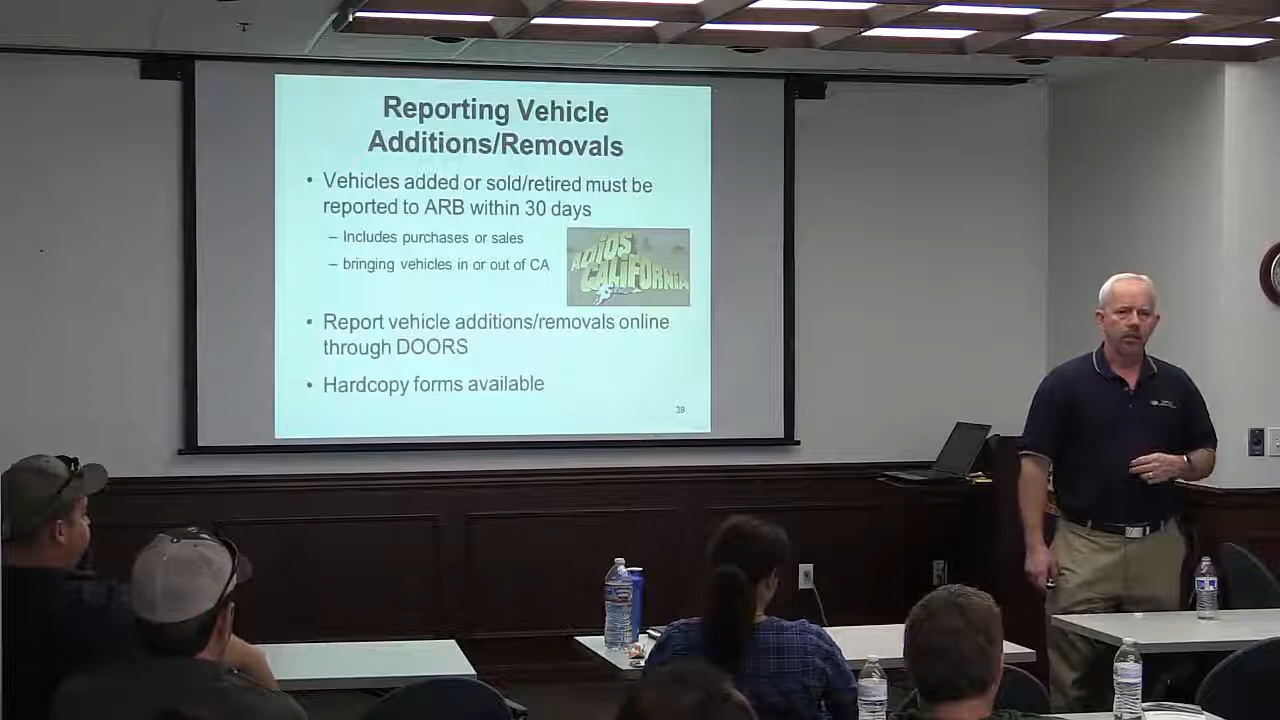 Reporting Vehicle
Additions/Removals
• Vehicles added or sold/retired must be
reported to ARB within 30 days
– Includes purchases or sales
– bringing vehicles in or out of CA
ADIOS
CALIFORNIA
• Report vehicle additions/removals online
through DOORS
• Hardcopy forms available
39